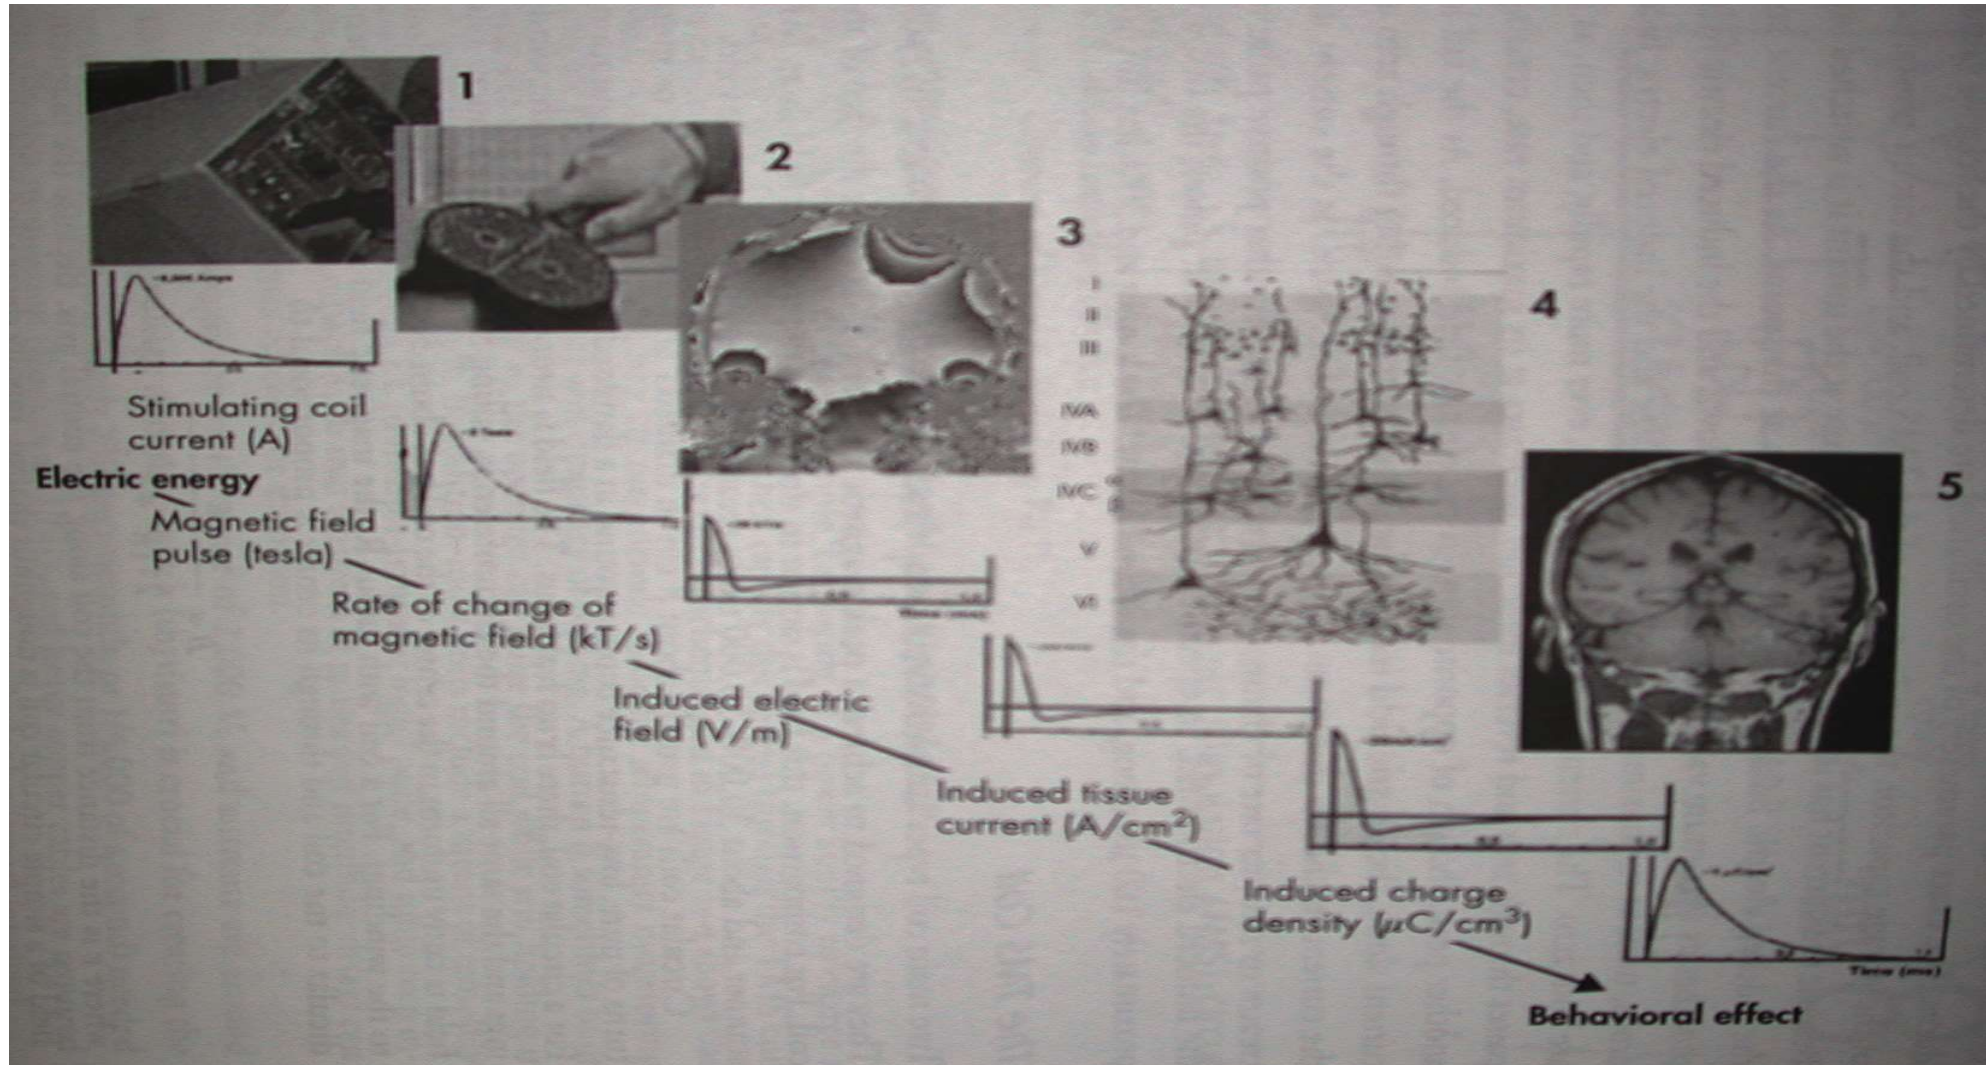 1
2
3
4
5
I
II
III
IVA
IVB
IVC
V
VI
Stimulating coil
current (A)
Electric energy
Magnetic field
pulse (tesla)
Rate of change of
magnetic field (kT/s)
Induced electric
field (V/m)
Induced tissue
current (A/cm²)
Induced charge
density (μC/cm³)
Time (ms)
Behavioral effect